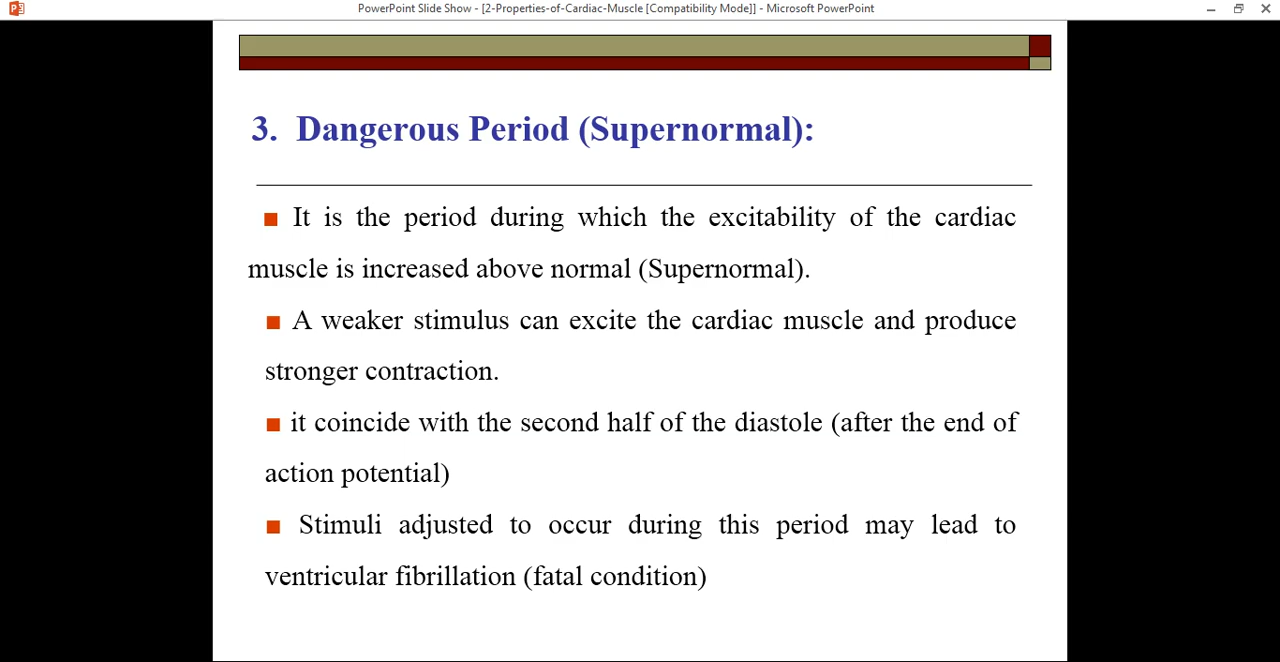 PowerPoint Slide Show - [2-Properties-of-Cardiac-Muscle [Compatibility Mode]] - Microsoft PowerPoint
3. Dangerous Period (Supernormal):
It is the period during which the excitability of the cardiac
muscle is increased above normal (Supernormal).
A weaker stimulus can excite the cardiac muscle and produce
stronger contraction.
it coincide with the second half of the diastole (after the end of
action potential)
Stimuli adjusted to occur during this period may lead to
ventricular fibrillation (fatal condition)